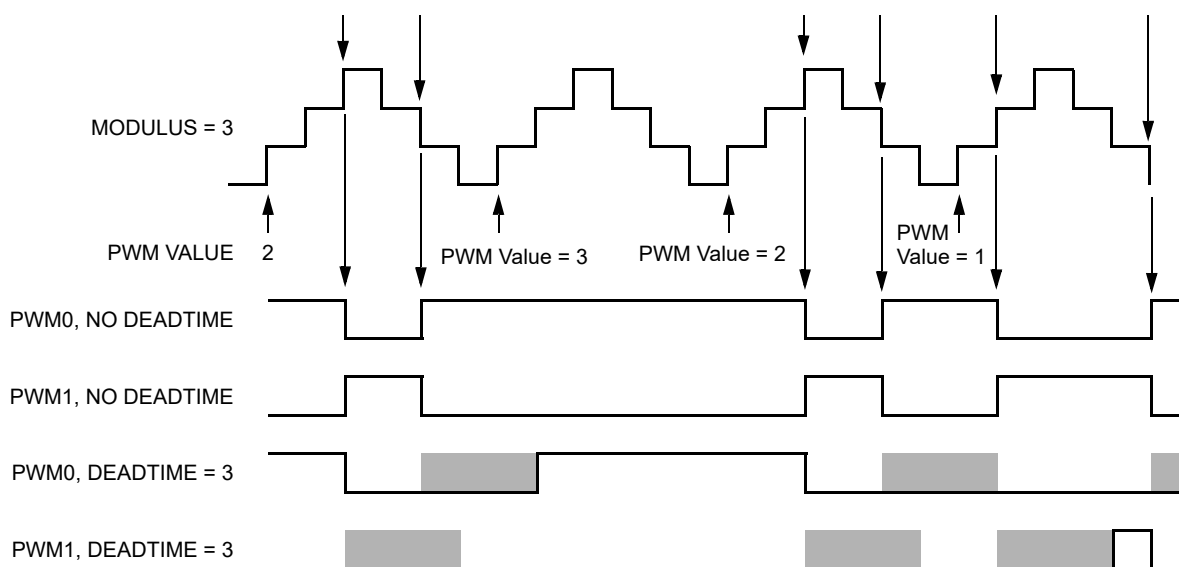 MODULUS = 3
PWM VALUE 2
PWM Value = 3
PWM Value = 2
PWM
Value = 1
PWM0, NO DEADTIME
PWM1, NO DEADTIME
PWM0, DEADTIME = 3
PWM1, DEADTIME = 3